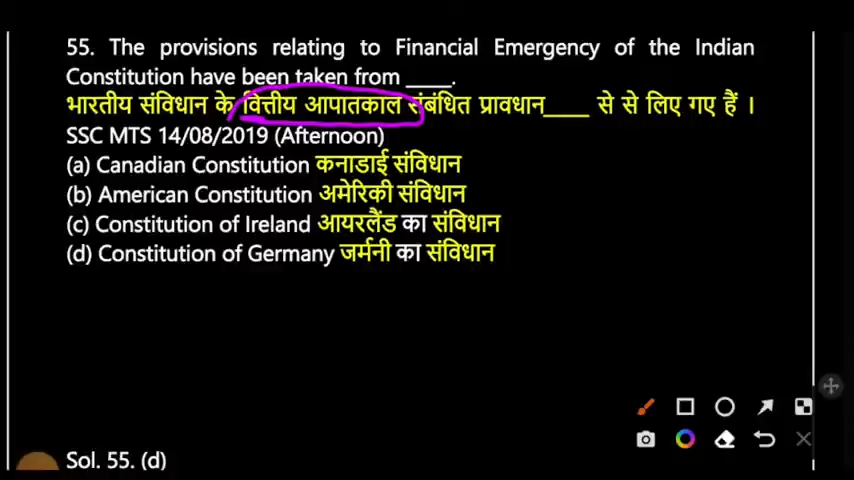 55. The provisions relating to Financial Emergency of the Indian
Constitution have been taken from ____.
भारतीय संविधान के वित्तीय आपातकाल संबंधित प्रावधान____ से से लिए गए हैं ।
SSC MTS 14/08/2019 (Afternoon)
(a) Canadian Constitution कनाडाई संविधान
(b) American Constitution अमेरिकी संविधान
(c) Constitution of Ireland आयरलैंड का संविधान
(d) Constitution of Germany जर्मनी का संविधान
Sol. 55. (d)